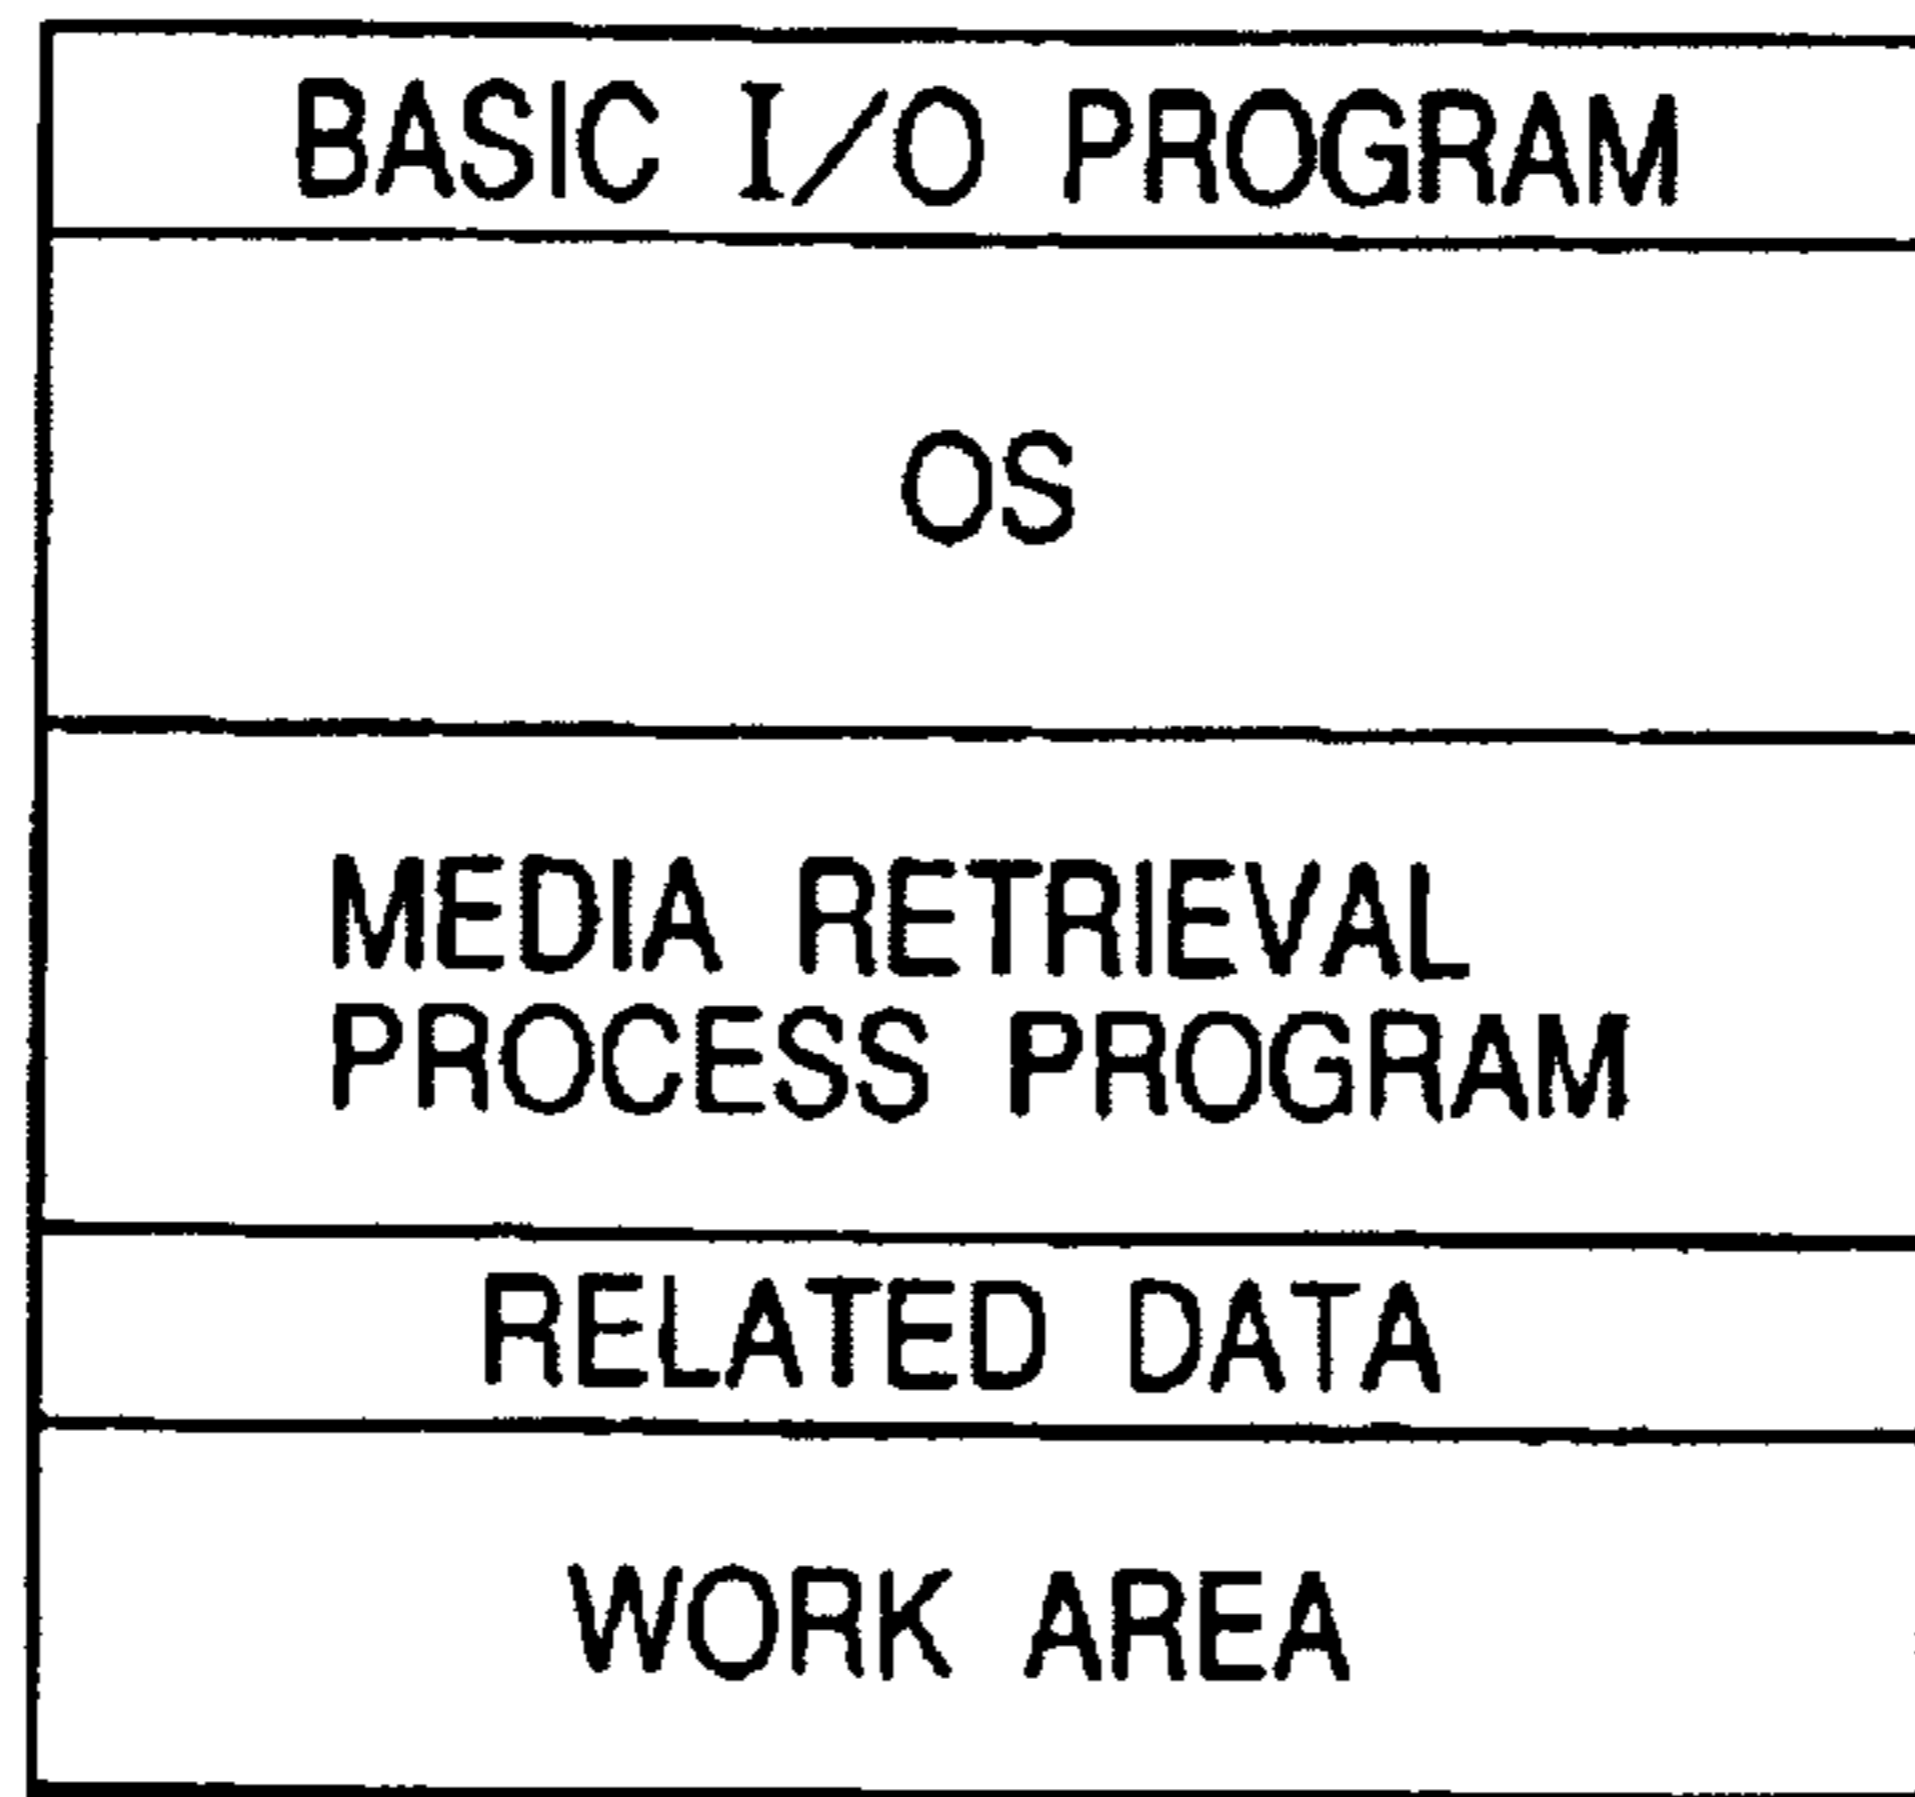 BASIC I/O PROGRAM
OS
MEDIA RETRIEVAL
PROCESS PROGRAM
RELATED DATA
WORK AREA